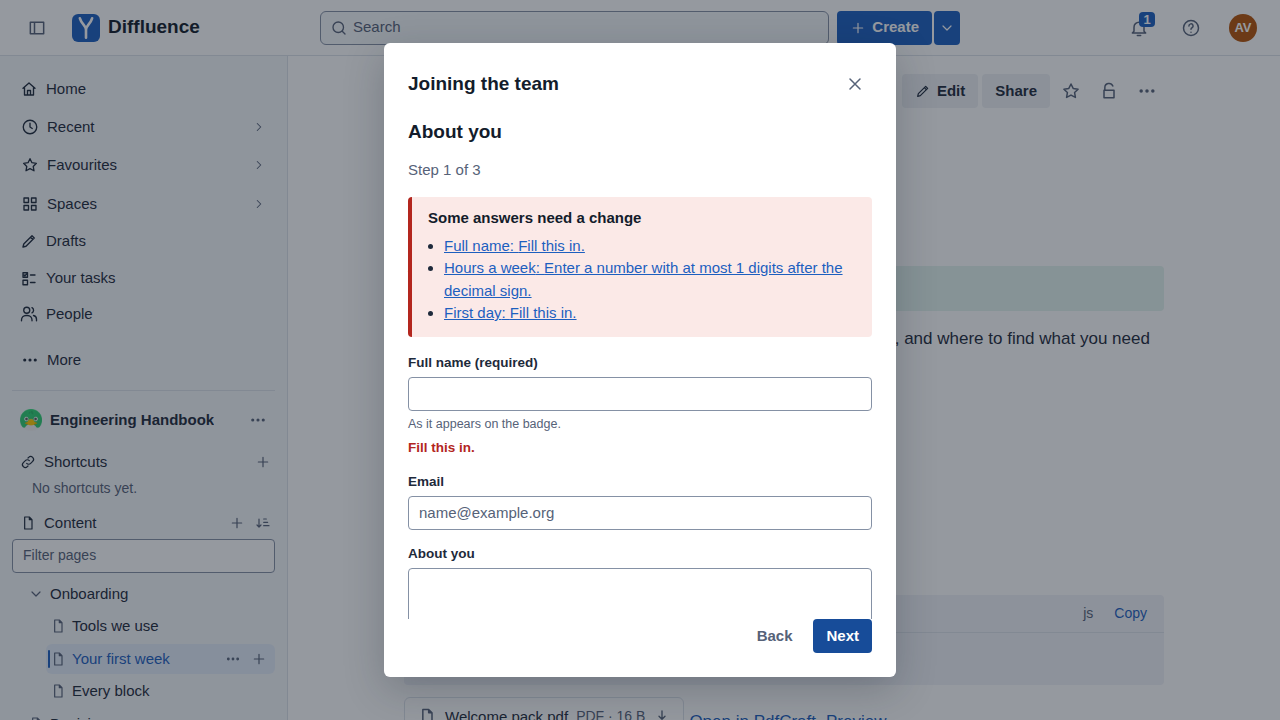 Diffluence
Search
Create
1
AV
Home
Recent
Favourites
Spaces
Drafts
Your tasks
People
More
Engineering Handbook
Shortcuts
No shortcuts yet.
Content
Filter pages
Onboarding
Tools we use
Your first week
Every block
Edit
Share
, and where to find what you need
js
Copy
Welcome pack.pdf PDF · 16 B
Open in PdfCraft Preview
Joining the team
About you
Step 1 of 3
Some answers need a change
Full name: Fill this in.
Hours a week: Enter a number with at most 1 digits after the
decimal sign.
First day: Fill this in.
Full name (required)
As it appears on the badge.
Fill this in.
Email
name@example.org
About you
Back
Next